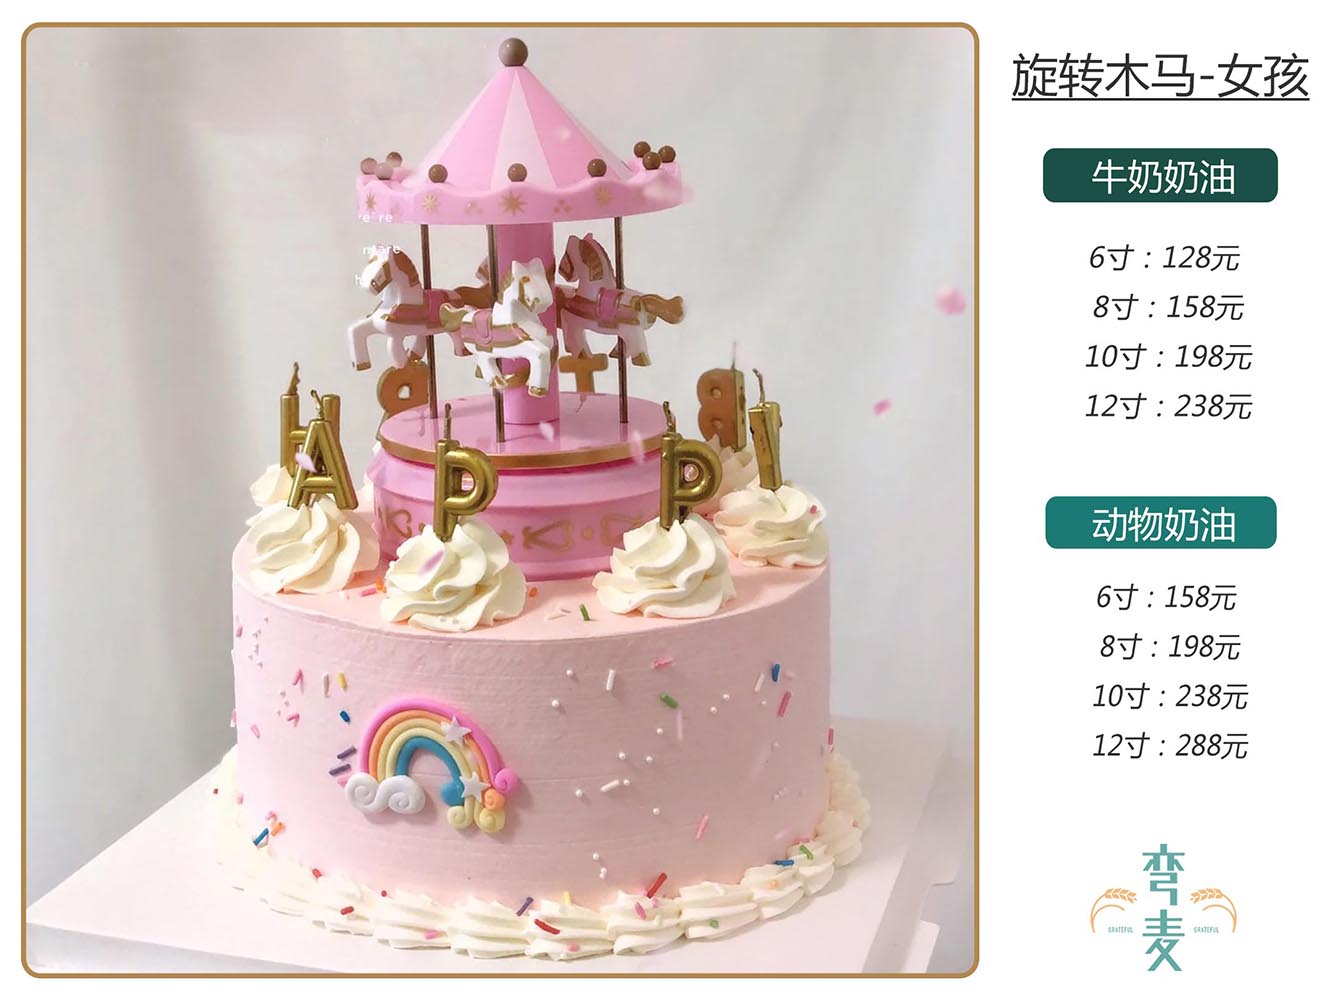 旋转木马-女孩
牛奶奶油
6寸：128元
8寸：158元
10寸：198元
12寸：238元
动物奶油
6寸：158元
8寸：198元
10寸：238元
12寸：288元
H
A
P
P
I
B
T
B
弯
麦
GRATEFUL
GRATEFUL